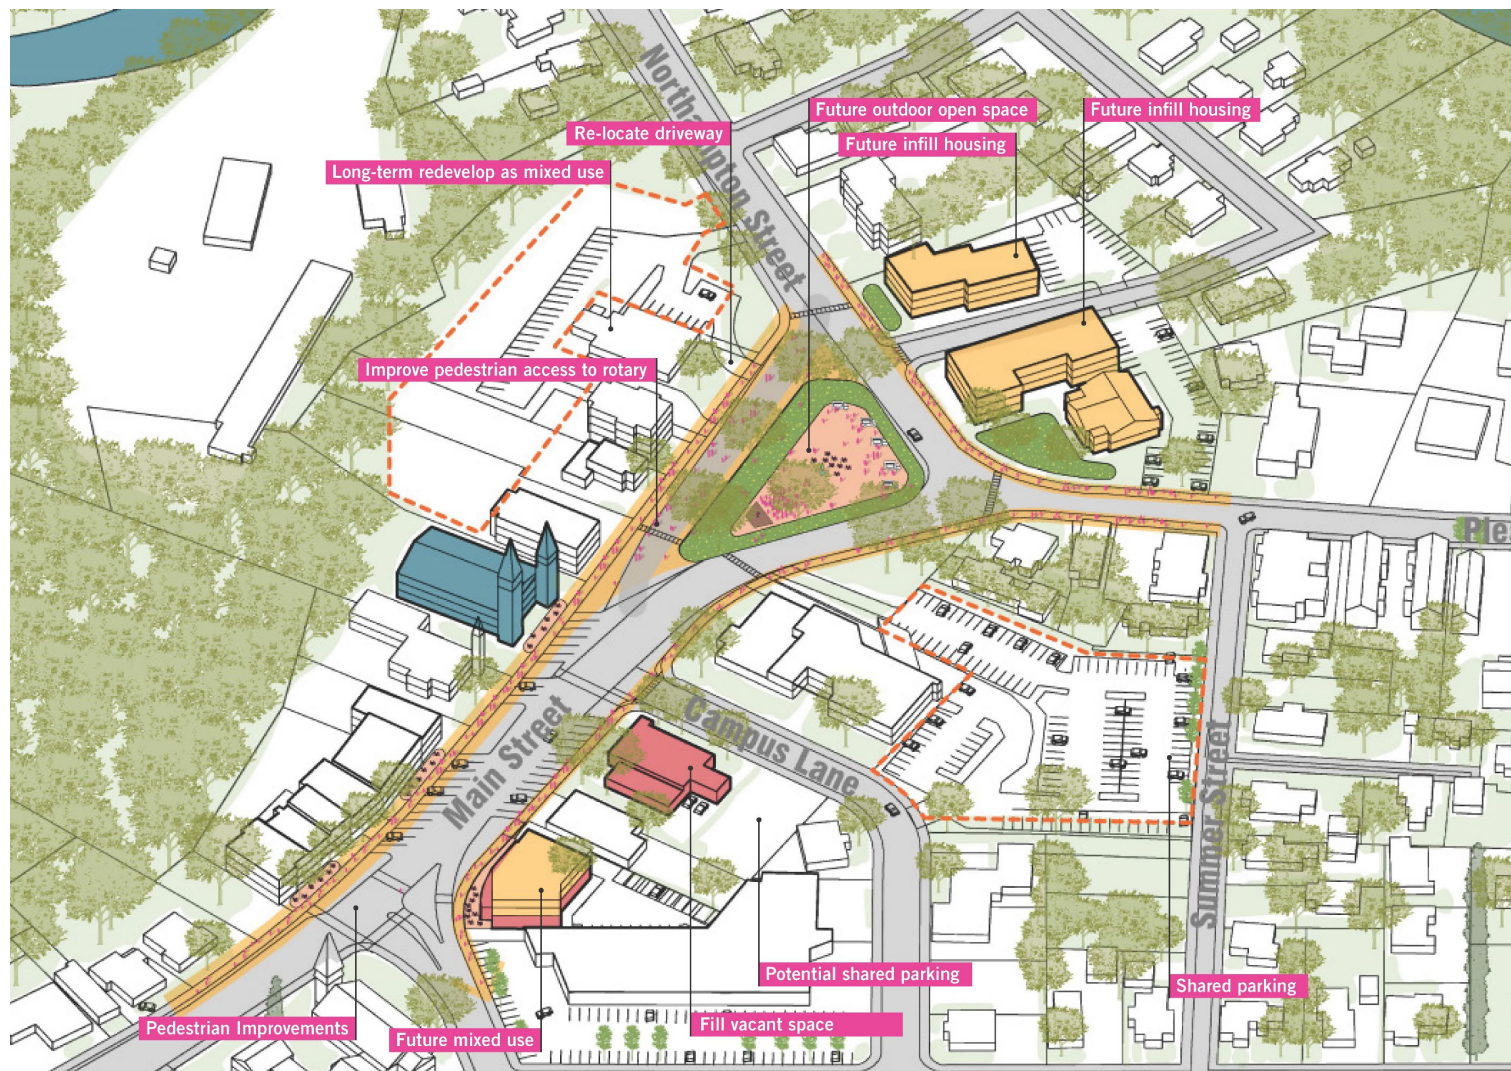 Northampton Street
Future outdoor open space
Future infill housing
Re-locate driveway
Future infill housing
Long-term redevelop as mixed use
Improve pedestrian access to rotary
Ple
Main Street
Campus Lane
Summer Street
Potential shared parking
Shared parking
Pedestrian Improvements
Future mixed use
Fill vacant space